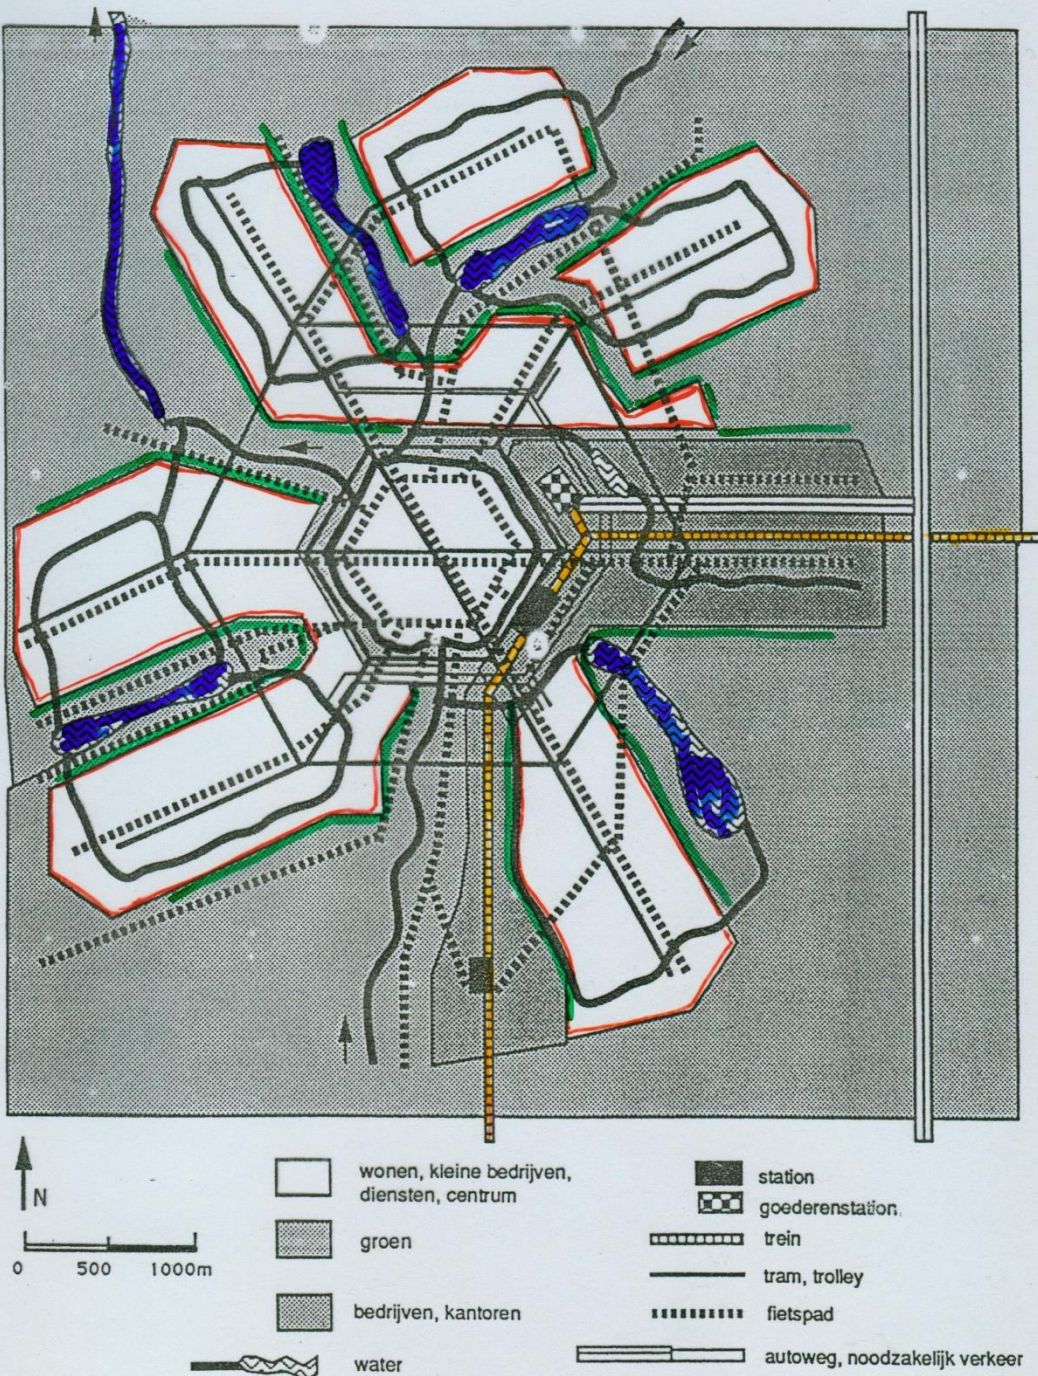 N
0 500 1000m
wonen, kleine bedrijven,
diensten, centrum
groen
bedrijven, kantoren
water
station
goederenstation
trein
tram, trolley
fietspad
autoweg, noodzakelijk verkeer